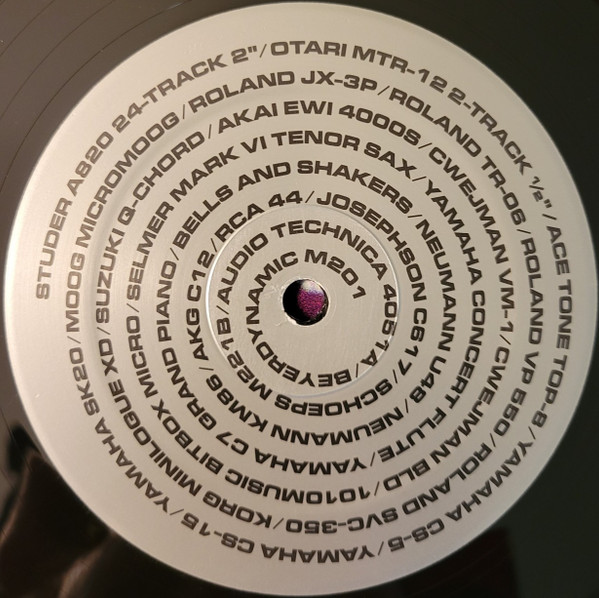 STUDER A820 24-TRACK 2"/OTARI MTR-12 2-TRACK ½"/ACE TONE TOP-8/YAMAHA CS-5/YAMAHA CS-15/YAMAHA SK20/MOOG MICROMOOG/ROLAND JX-3P/ROLAND TR-06/ROLAND VP 550/ROLAND SVC-350/KORG MINILOGUE XD/SUZUKI Q-CHORD/AKAI EWI 4000S/CWEJMAN VM-1/CWEJMAN BLD/1010MUSIC BITBOX MICRO/SELMER MARK VI TENOR SAX/YAMAHA CONCERT FLUTE/YAMAHA C7 GRAND PIANO/BELLS AND SHAKERS/NEUMANN U48/NEUMANN KM86/AKG C12/RCA 44/JOSEPHSON C617/SCHOEPS M221B/AUDIO TECHNICA 4051A/BEYERDYNAMIC M201